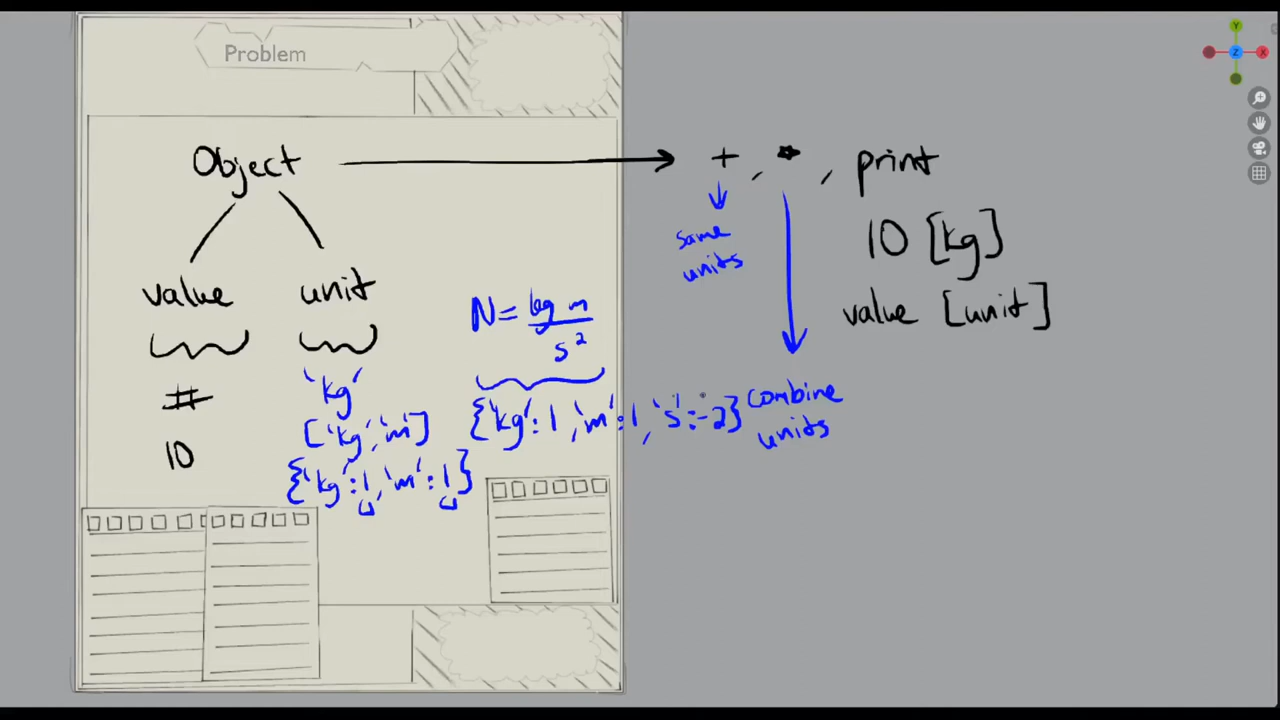 Problem
Object
+ , * , print
same
units
10 [kg]
value [unit]
value
unit
N = kg m
s²
#
'kg'
['kg','m']
{'kg':1,'m':1,'s':-2}
combine
units
10
{'kg':1,'m':1}
Y
Z
X